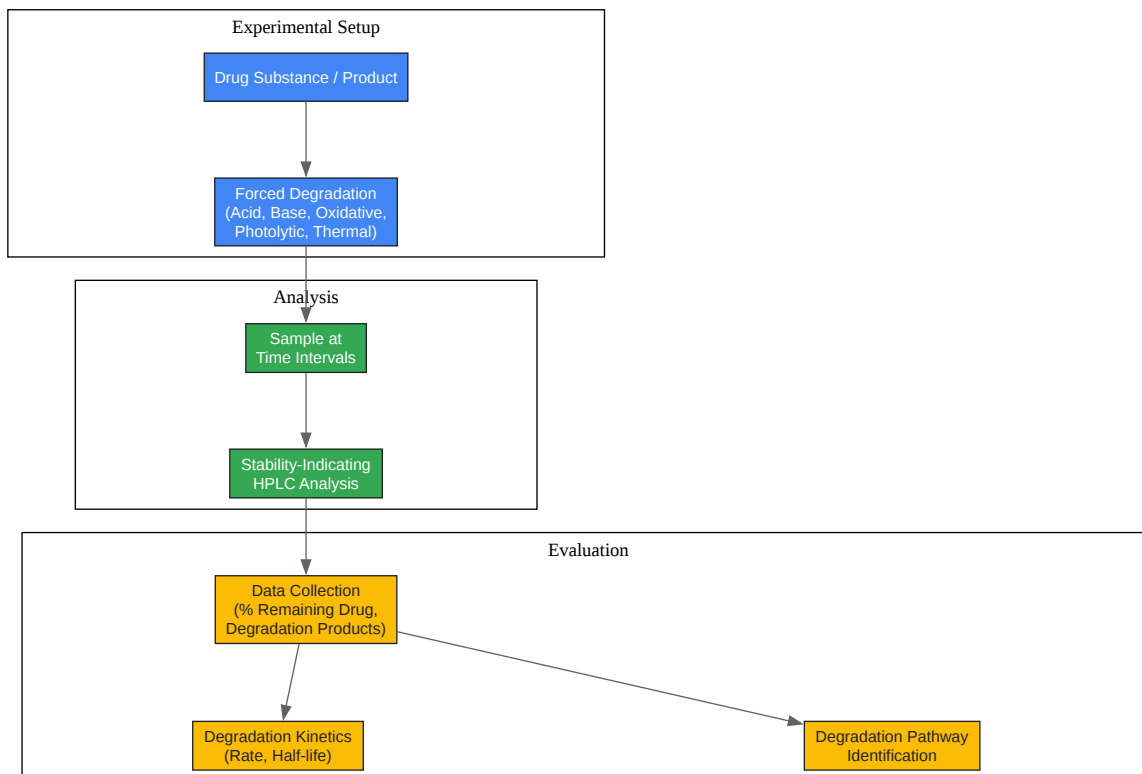 Experimental Setup
Drug Substance / Product
Forced Degradation
(Acid, Base, Oxidative,
Photolytic, Thermal)
Analysis
Sample at
Time Intervals
Stability-Indicating
HPLC Analysis
Evaluation
Data Collection
(% Remaining Drug,
Degradation Products)
Degradation Kinetics
(Rate, Half-life)
Degradation Pathway
Identification